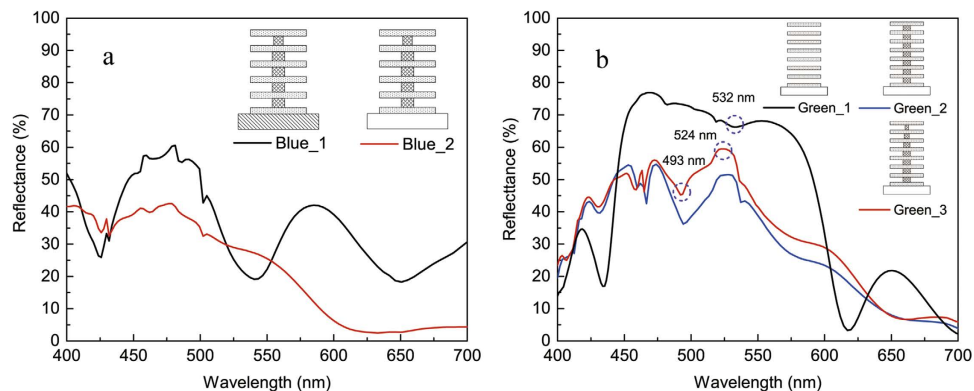 a
Blue_1
Blue_2
Reflectance (%)
100
90
80
70
60
50
40
30
20
10
0
400
450
500
550
600
650
700
Wavelength (nm)
b
532 nm
524 nm
493 nm
Green_1
Green_2
Green_3
Reflecttance (%)
100
90
80
70
60
50
40
30
20
10
0
400
450
500
550
600
650
700
Wavelength (nm)